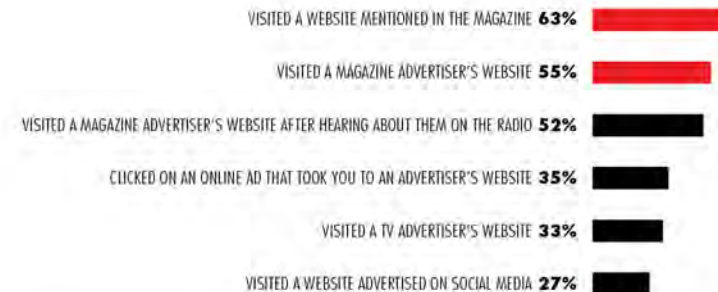 VISITED A WEBSITE MENTIONED IN THE MAGAZINE 63%
VISITED A MAGAZINE ADVERTISER'S WEBSITE 55%
VISITED A MAGAZINE ADVERTISER'S WEBSITE AFTER HEARING ABOUT THEM ON THE RADIO 52%
CLICKED ON AN ONLINE AD THAT TOOK YOU TO AN ADVERTISER'S WEBSITE 35%
VISITED A TV ADVERTISER'S WEBSITE 33%
VISITED A WEBSITE ADVERTISED ON SOCIAL MEDIA 27%